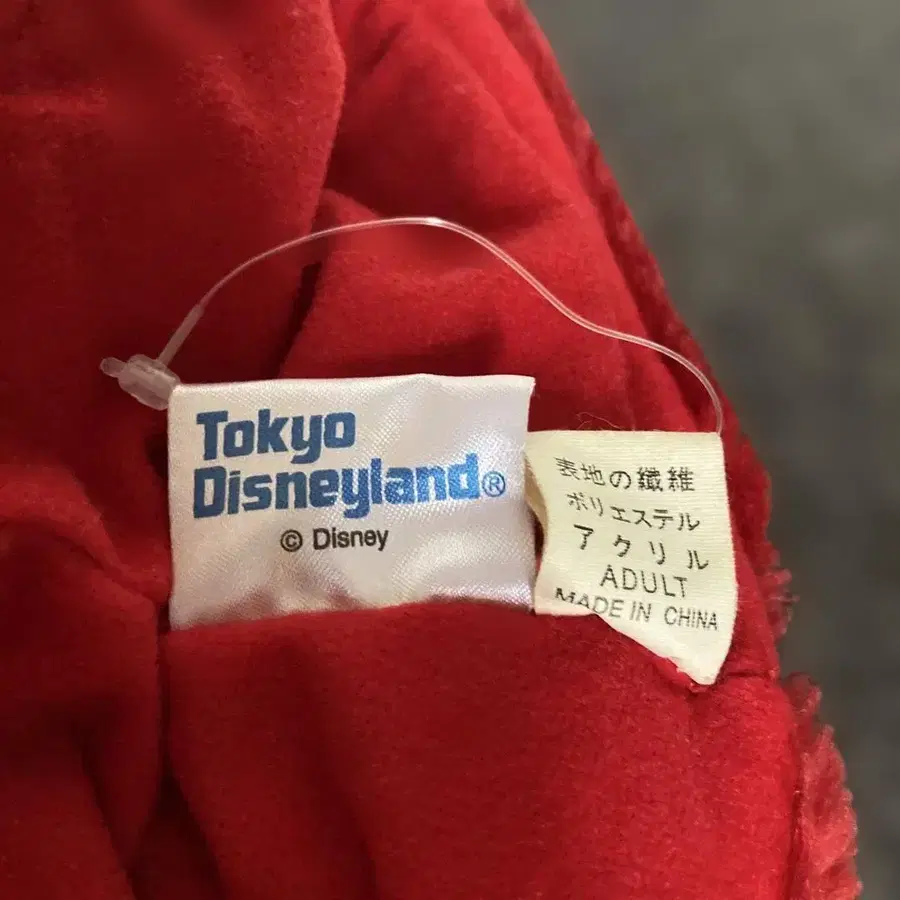 Tokyo
Disneyland®
© Disney
表地の繊維
ポリエステル
アクリル
ADULT
MADE IN CHINA